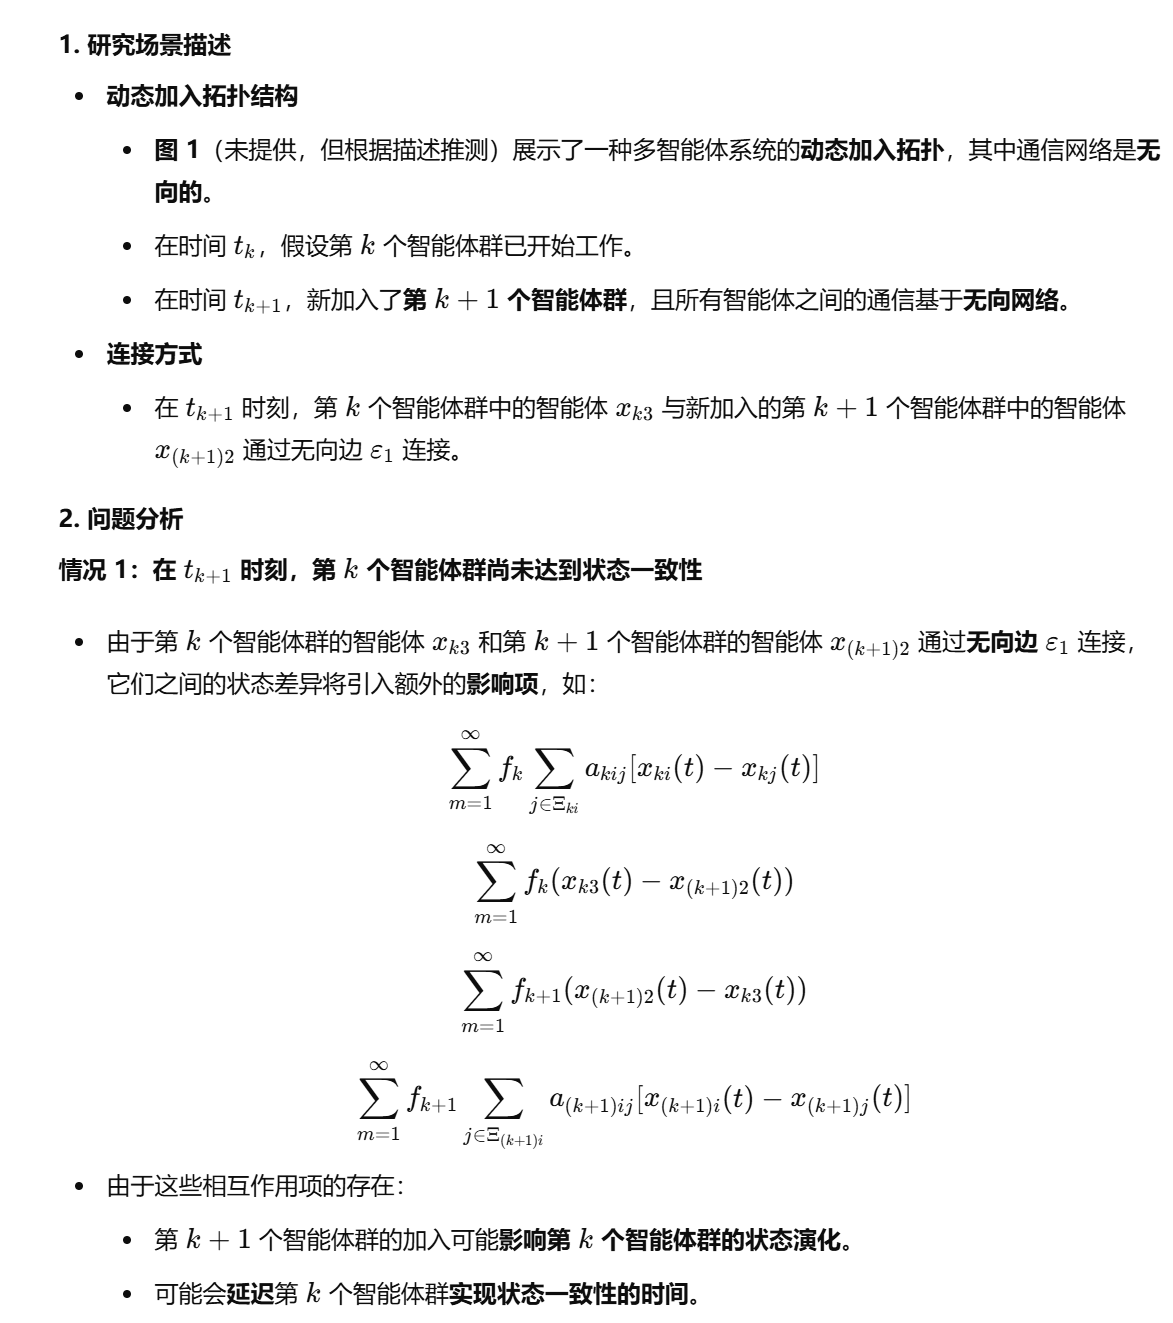 1. 研究场景描述
• 动态加入拓扑结构
• 图 1（未提供，但根据描述推测）展示了一种多智能体系统的动态加入拓扑，其中通信网络是无
向的。
• 在时间 $t_k$，假设第 $k$ 个智能体群已开始工作。
• 在时间 $t_{k+1}$，新加入了第 $k+1$ 个智能体群，且所有智能体之间的通信基于无向网络。
• 连接方式
• 在 $t_{k+1}$ 时刻，第 $k$ 个智能体群中的智能体 $x_{k3}$ 与新加入的第 $k+1$ 个智能体群中的智能体
$x_{(k+1)2}$ 通过无向边 $\varepsilon_1$ 连接。
2. 问题分析
情况 1：在 $t_{k+1}$ 时刻，第 $k$ 个智能体群尚未达到状态一致性
• 由于第 $k$ 个智能体群的智能体 $x_{k3}$ 和第 $k+1$ 个智能体群的智能体 $x_{(k+1)2}$ 通过无向边 $\varepsilon_1$ 连接，
它们之间的状态差异将引入额外的影响项，如：
$\sum_{m=1}^{\infty} f_k \sum_{j\in\Xi_{ki}} a_{kij}[x_{ki}(t) - x_{kj}(t)]$
$\sum_{m=1}^{\infty} f_k(x_{k3}(t) - x_{(k+1)2}(t))$
$\sum_{m=1}^{\infty} f_{k+1}(x_{(k+1)2}(t) - x_{k3}(t))$
$\sum_{m=1}^{\infty} f_{k+1} \sum_{j\in\Xi_{(k+1)i}} a_{(k+1)ij}[x_{(k+1)i}(t) - x_{(k+1)j}(t)]$
• 由于这些相互作用项的存在：
• 第 $k+1$ 个智能体群的加入可能影响第 $k$ 个智能体群的状态演化。
• 可能会延迟第 $k$ 个智能体群实现状态一致性的时间。